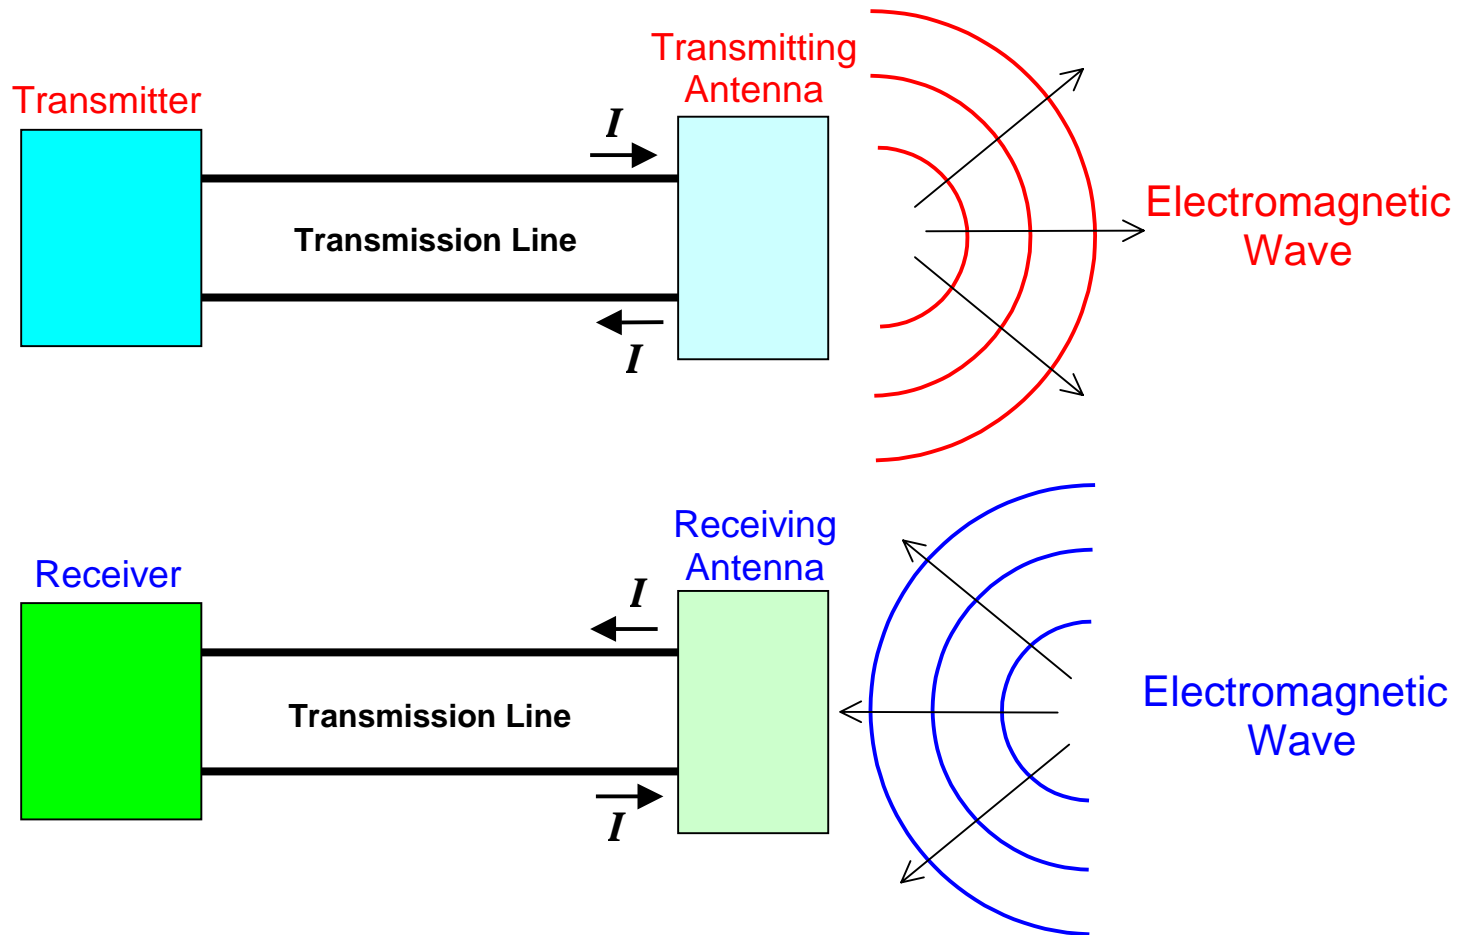 Transmitting
Antenna
Transmitter
I
Transmission Line
Electromagnetic
Wave
I
Receiving
Antenna
Receiver
I
Transmission Line
Electromagnetic
Wave
I